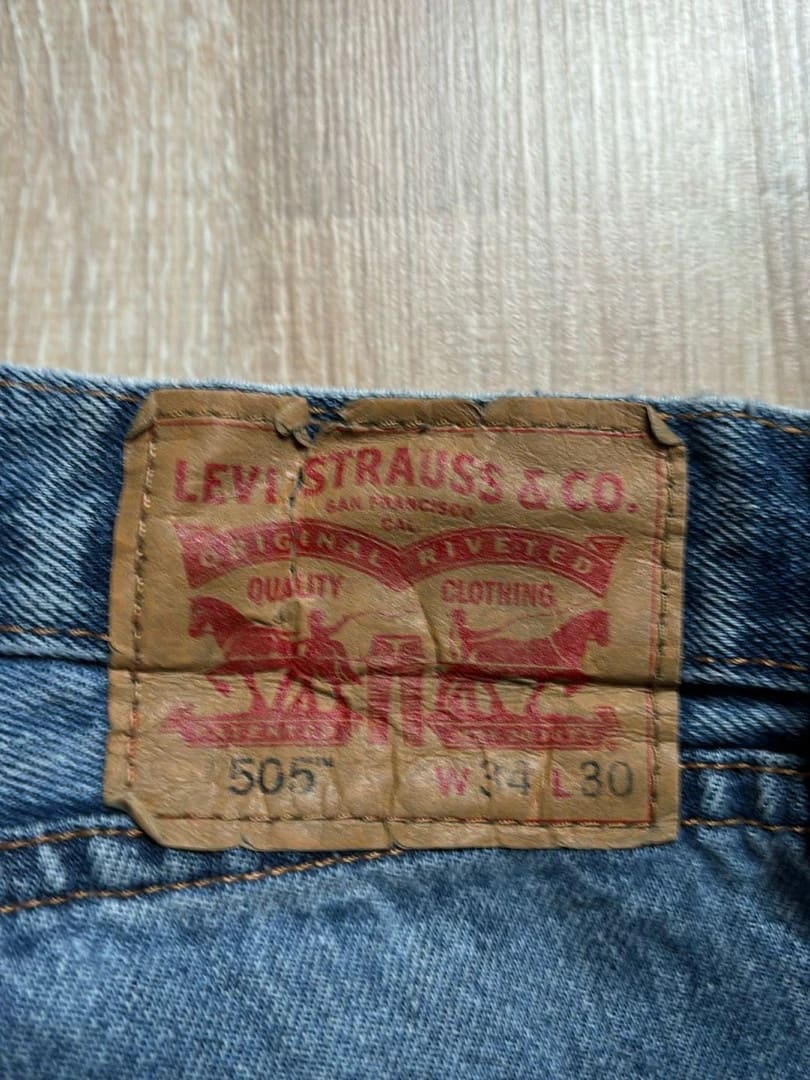 LEVI STRAUSS & CO.
SAN FRANCISCO
CAL
ORIGINAL RIVETED
QUALITY CLOTHING
505™ W 34 L 30